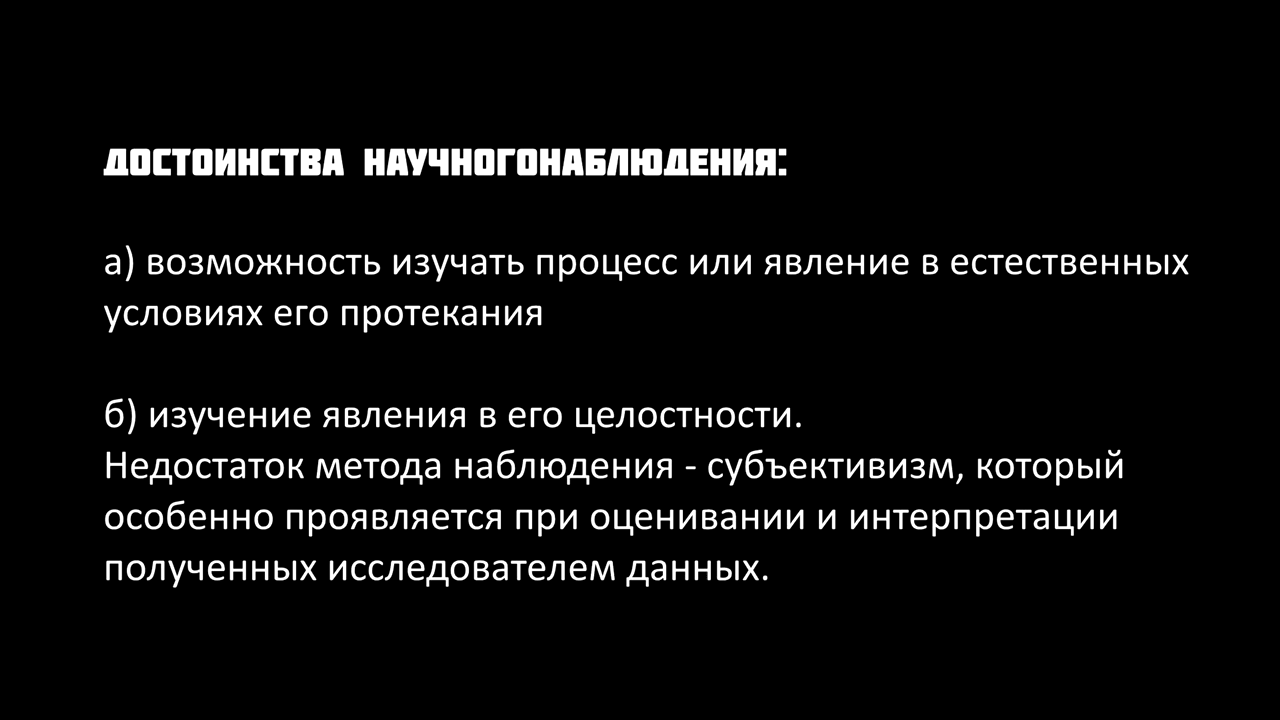 ДОСТОИНСТВА НАУЧНОГОНАБЛЮДЕНИЯ:
а) возможность изучать процесс или явление в естественных
условиях его протекания
б) изучение явления в его целостности.
Недостаток метода наблюдения - субъективизм, который
особенно проявляется при оценивании и интерпретации
полученных исследователем данных.